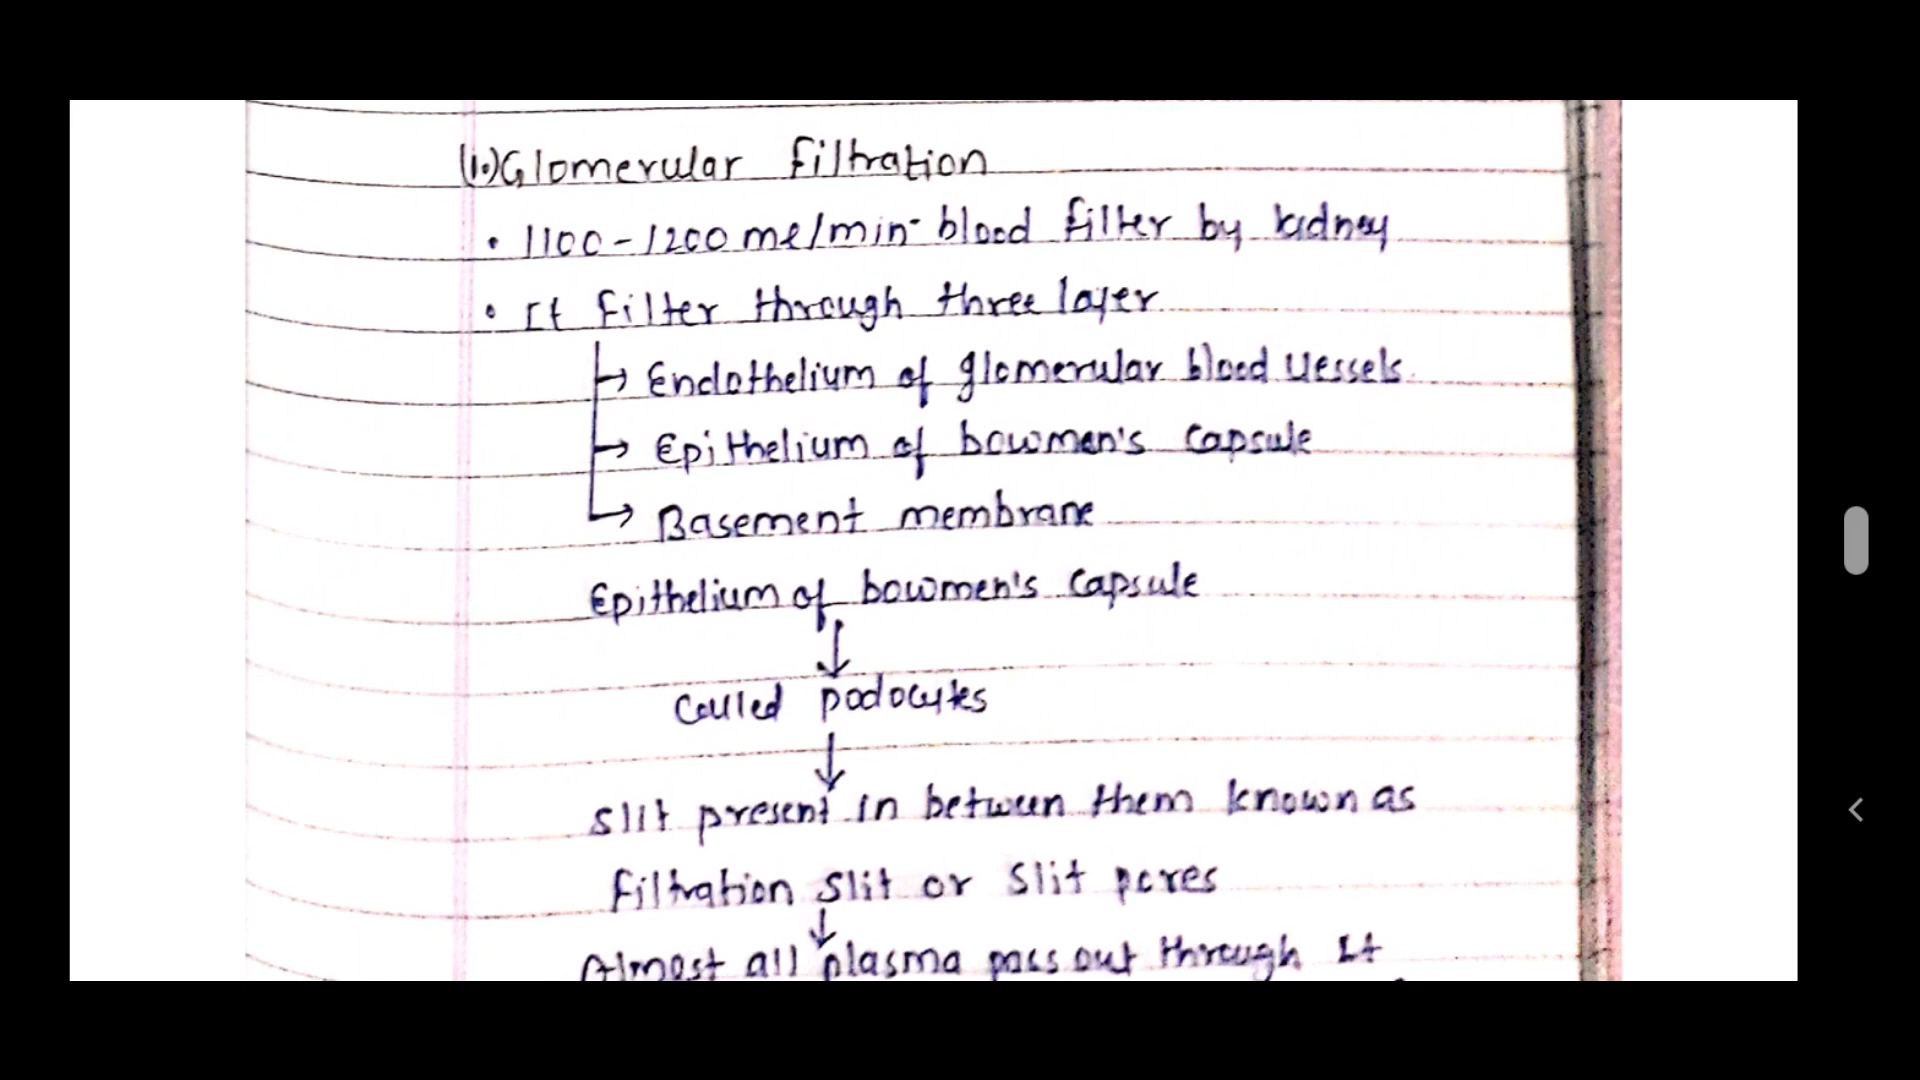 (1.) Glomerular filtration
• 1100-1200 ml/min- blood filter by kidney
• It filter through three layer
→ Endothelium of glomerular blood vessels.
→ Epithelium of bowmen's capsule
→ Basement membrane
Epithelium of bowmen's capsule
↓
Called podocytes
↓
Slit present in between them known as
filtration slit or slit pores
↓
Almost all plasma pass out through It